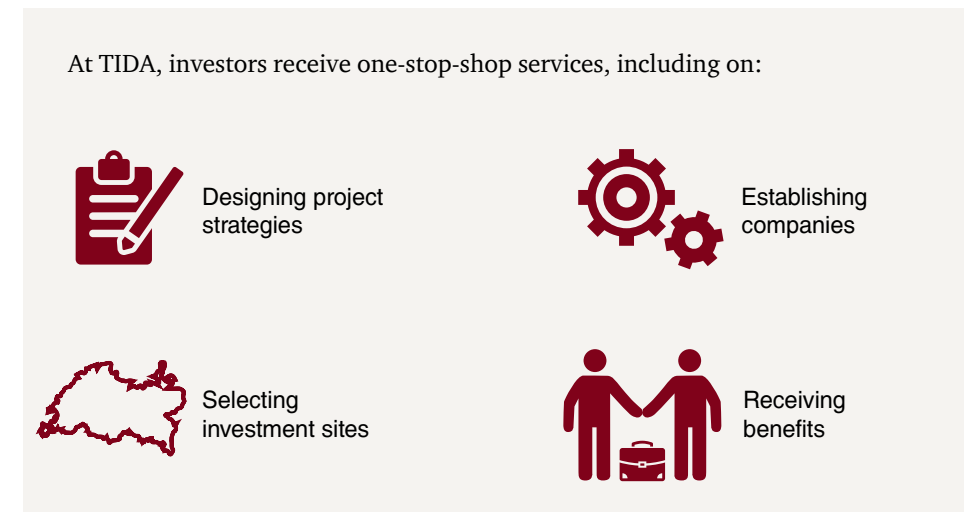 At TIDA, investors receive one-stop-shop services, including on:
Designing project
strategies
Establishing
companies
Selecting
investment sites
Receiving
benefits